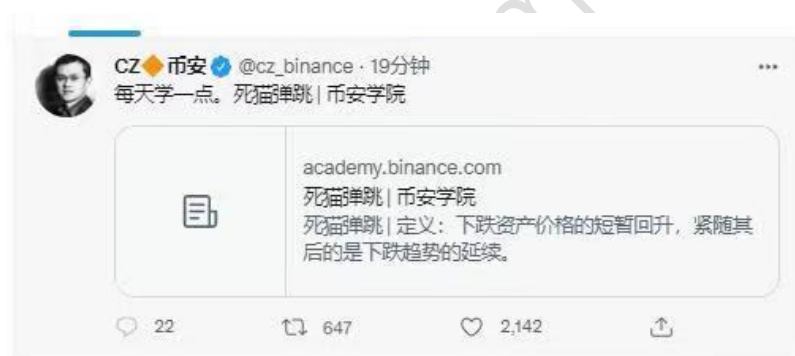 CZ🔶币安 @cz_binance · 19分钟
每天学一点。死猫弹跳 | 币安学院
academy.binance.com
死猫弹跳 | 币安学院
死猫弹跳 | 定义：下跌资产价格的短暂回升，紧随其
后的是下跌趋势的延续。
22 647 2,142